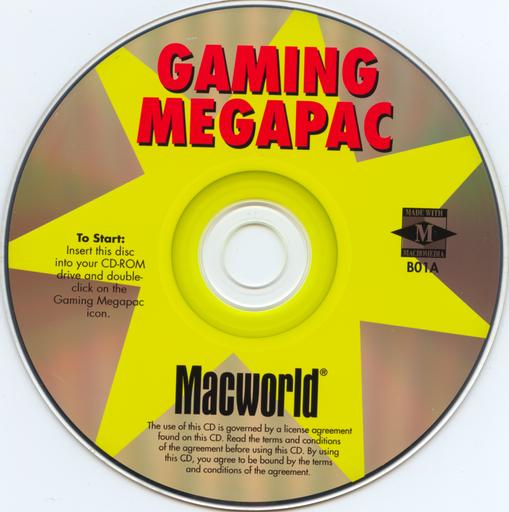 GAMING
MEGAPAC
To Start:
Insert this disc
into your CD-ROM
drive and double-
click on the
Gaming Megapac
icon.
MADE WITH
M
MACROMEDIA
B01A
Macworld®
The use of this CD is governed by a license agreement
found on this CD. Read the terms and conditions
of the agreement before using this CD. By using
this CD, you agree to be bound by the terms
and conditions of the agreement.